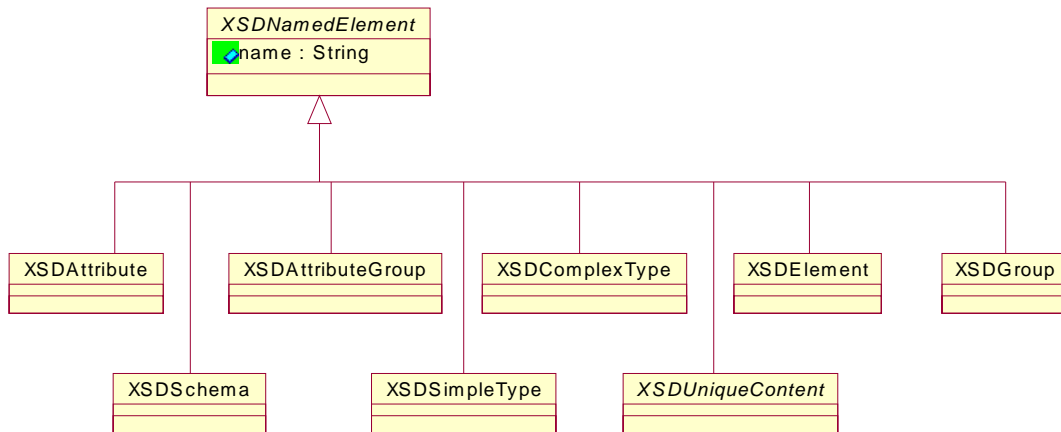 XSDNamedElement
name : String
XSDAttribute
XSDAttributeGroup
XSDComplexType
XSDElement
XSDGroup
XSDSchema
XSDSimpleType
XSDUniqueContent